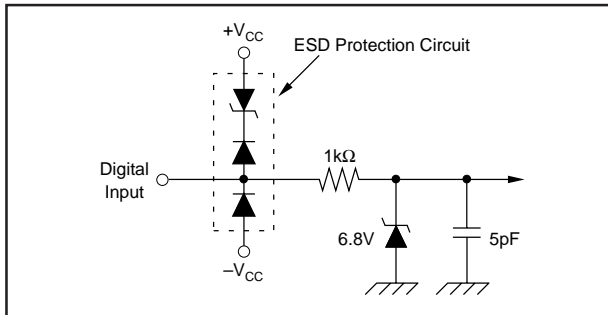 +VCC
ESD Protection Circuit
1kΩ
Digital
Input
6.8V
5pF
–VCC